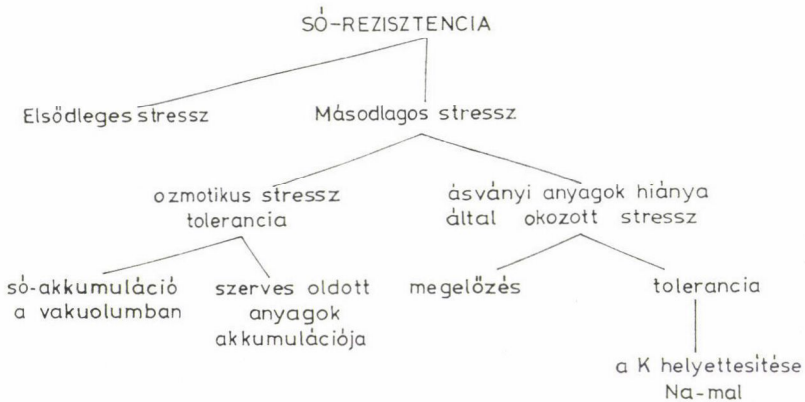 SÓ-REZISZTENCIA
Elsődleges stressz
Másodlagos stressz
ozmotikus stressz
tolerancia
ásványi anyagok hiánya
által okozott stressz
só-akkumuláció
a vakuolumban
szerves oldott
anyagok
akkumulációja
megelőzés
tolerancia
a K helyettesítése
Na-mal